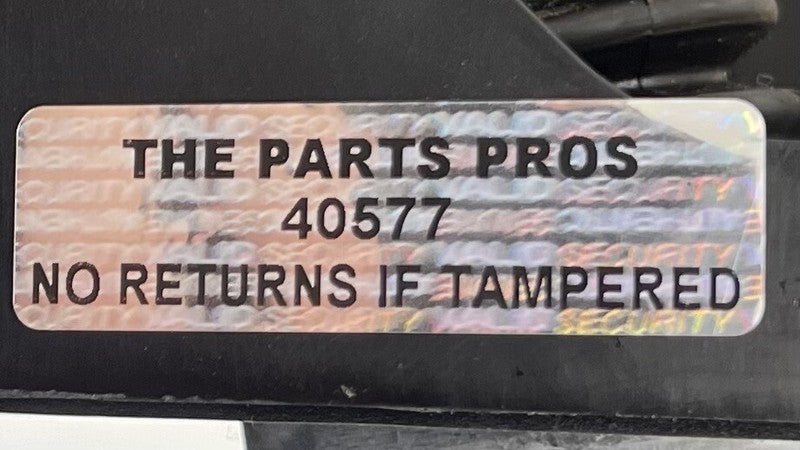 THE PARTS PROS
40577
NO RETURNS IF TAMPERED